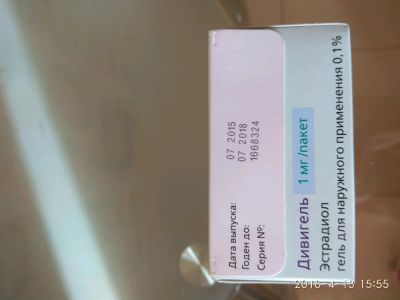 Дата выпуска: 07 2015
Годен до: 07 2018
Серия №: 1668324
Дивигель 1 мг/пакет
Эстрадиол
гель для наружного применения 0,1%
2018-4-15 15:55